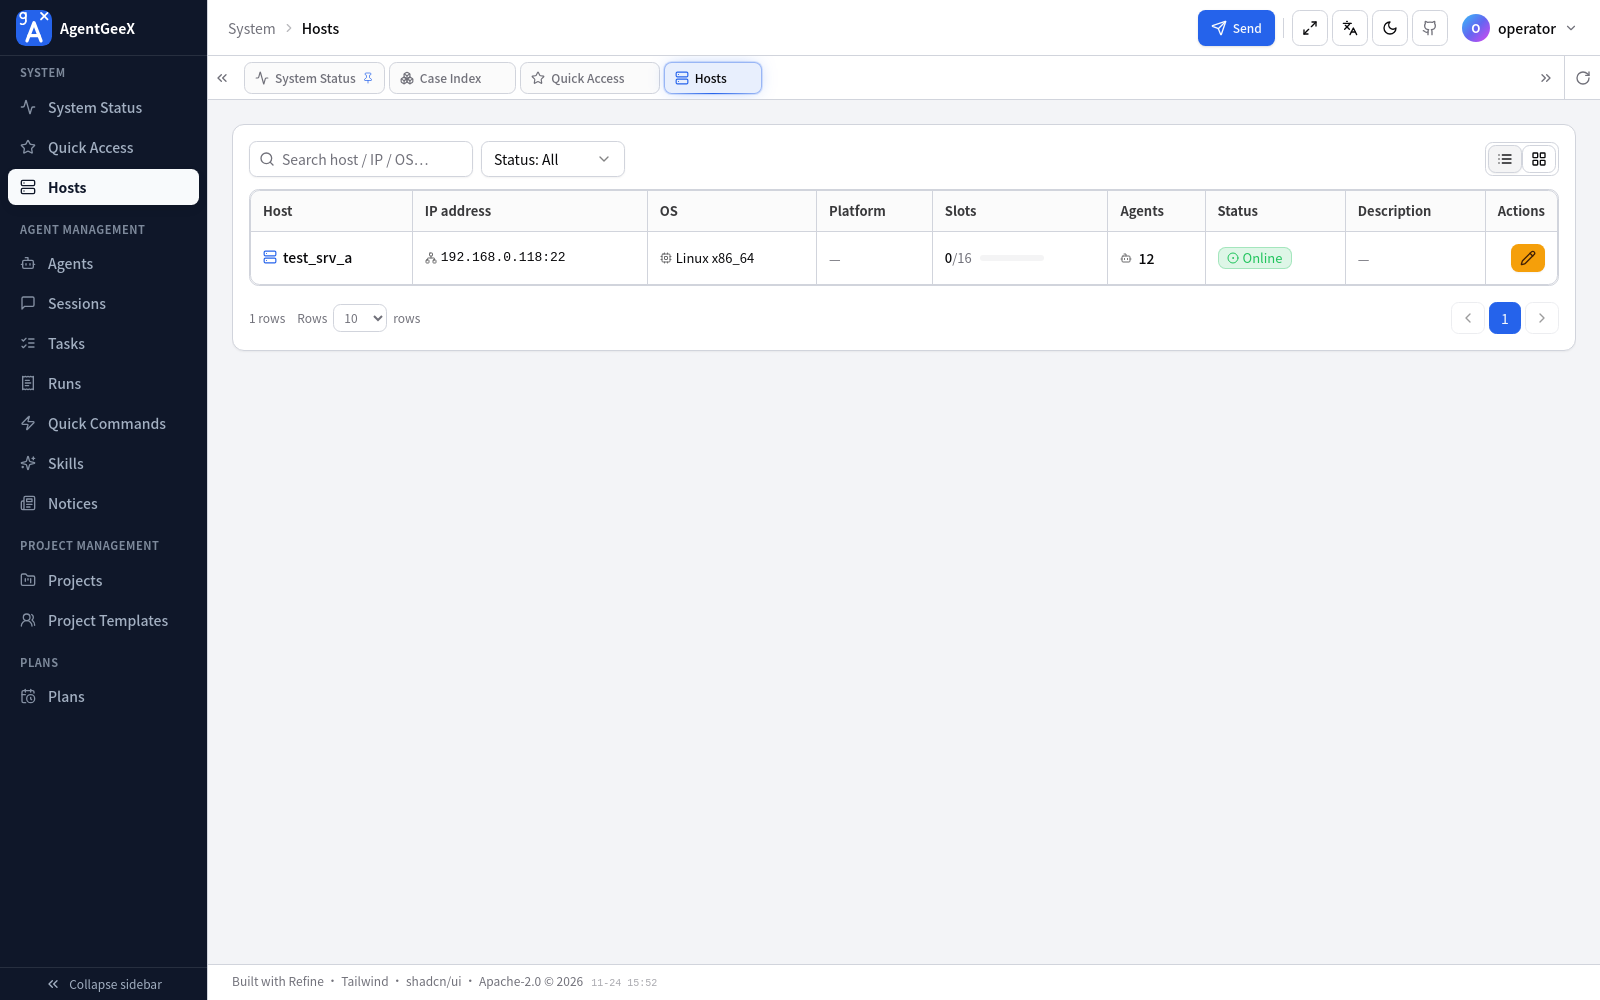 AgentGeeX
SYSTEM
System Status
Quick Access
Hosts
AGENT MANAGEMENT
Agents
Sessions
Tasks
Runs
Quick Commands
Skills
Notices
PROJECT MANAGEMENT
Projects
Project Templates
PLANS
Plans
Collapse sidebar
System Hosts
Send
O operator
System Status Case Index Quick Access Hosts
Search host / IP / OS… Status: All
Host IP address OS Platform Slots Agents Status Description Actions
test_srv_a 192.168.0.118:22 Linux x86_64 — 0/16 12 Online —
1 rows Rows 10 rows 1
Built with Refine • Tailwind • shadcn/ui • Apache-2.0 © 2026 11-24 15:52